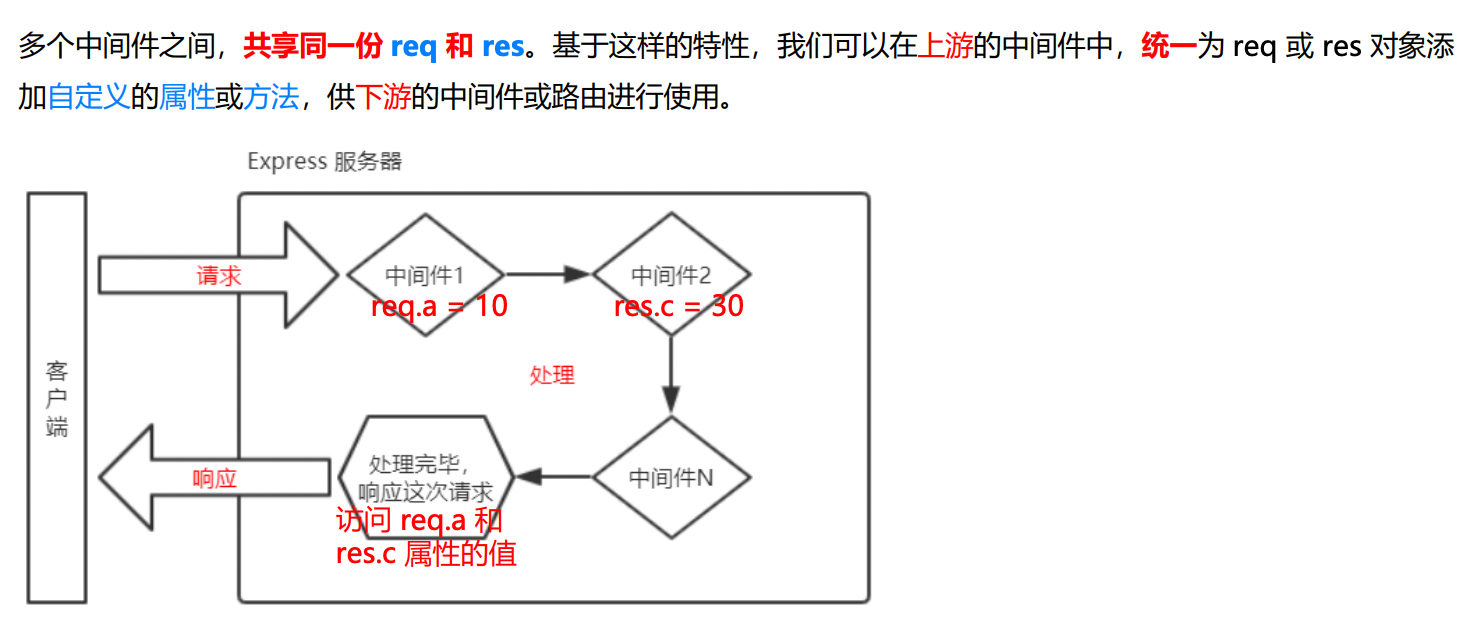 多个中间件之间，共享同一份 req 和 res。基于这样的特性，我们可以在上游的中间件中，统一为 req 或 res 对象添
加自定义的属性或方法，供下游的中间件或路由进行使用。
Express 服务器
请求
中间件1
req.a = 10
中间件2
res.c = 30
处理
客
户
端
响应
处理完毕，
响应这次请求
访问 req.a 和
res.c 属性的值
中间件N